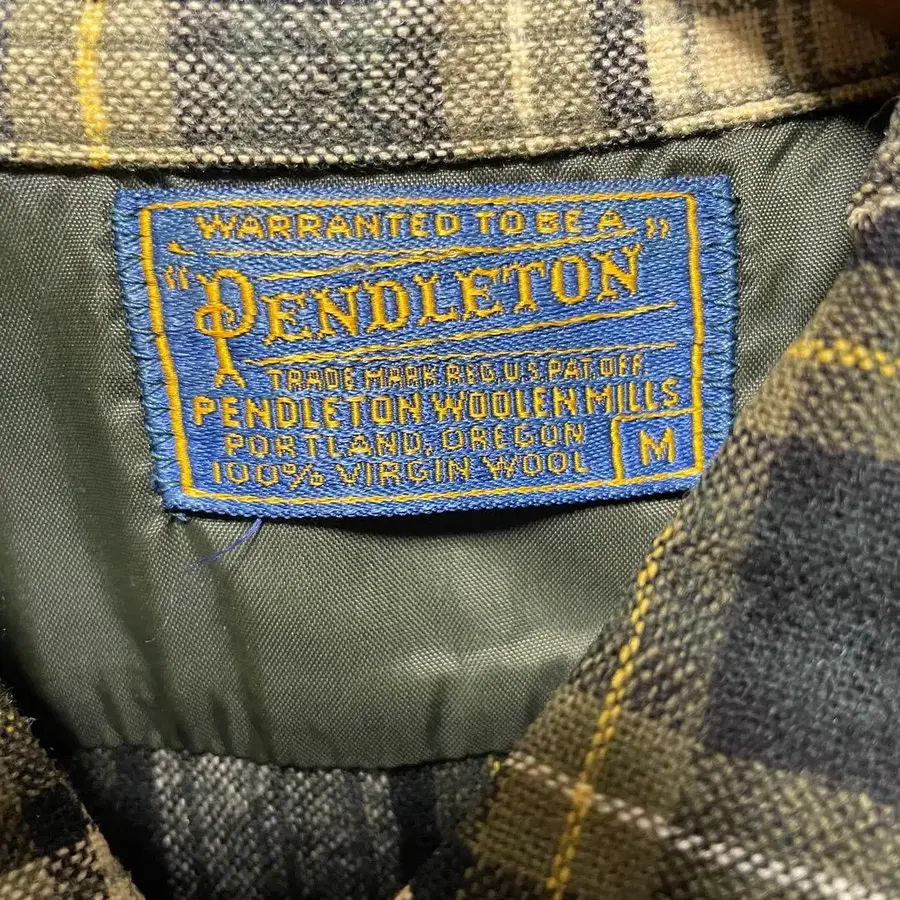 WARRANTED TO BE A
"PENDLETON"
TRADE MARK REG. U.S. PAT. OFF.
PENDLETON WOOLEN MILLS
PORTLAND, OREGON
100% VIRGIN WOOL
M